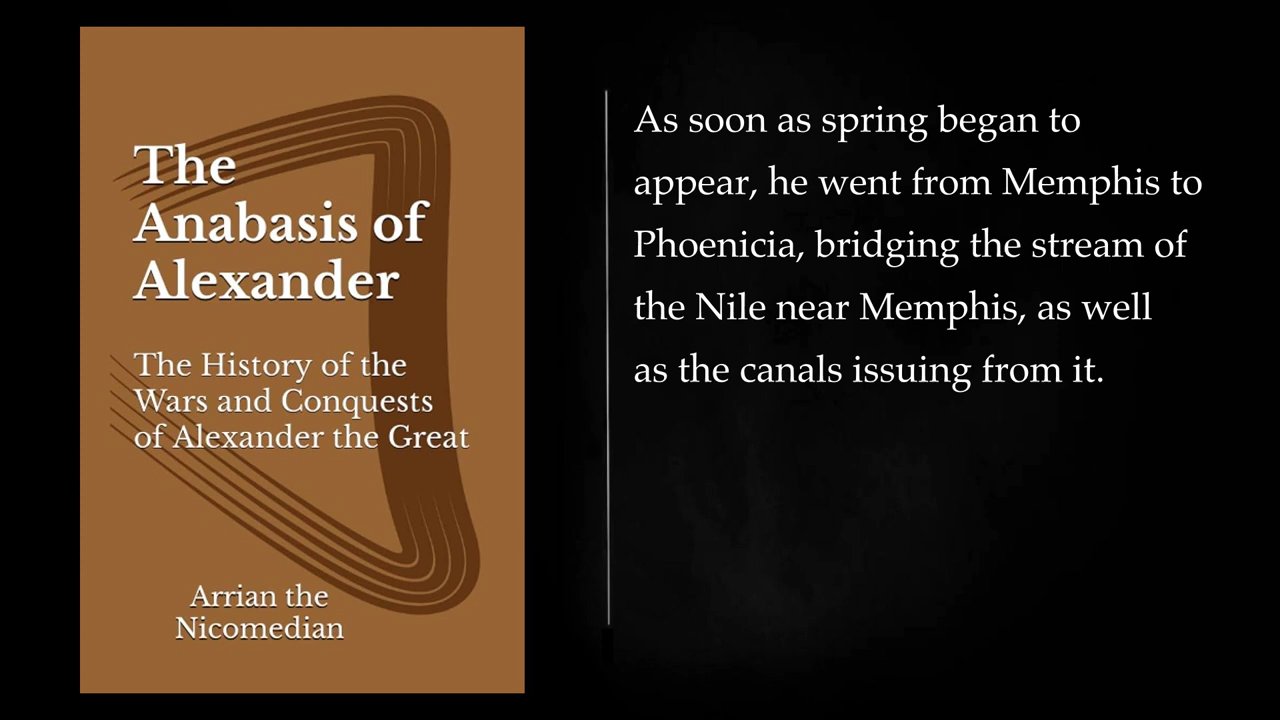 The
Anabasis of
Alexander
The History of the
Wars and Conquests
of Alexander the Great
Arrian the
Nicomedian
As soon as spring began to
appear, he went from Memphis to
Phoenicia, bridging the stream of
the Nile near Memphis, as well
as the canals issuing from it.